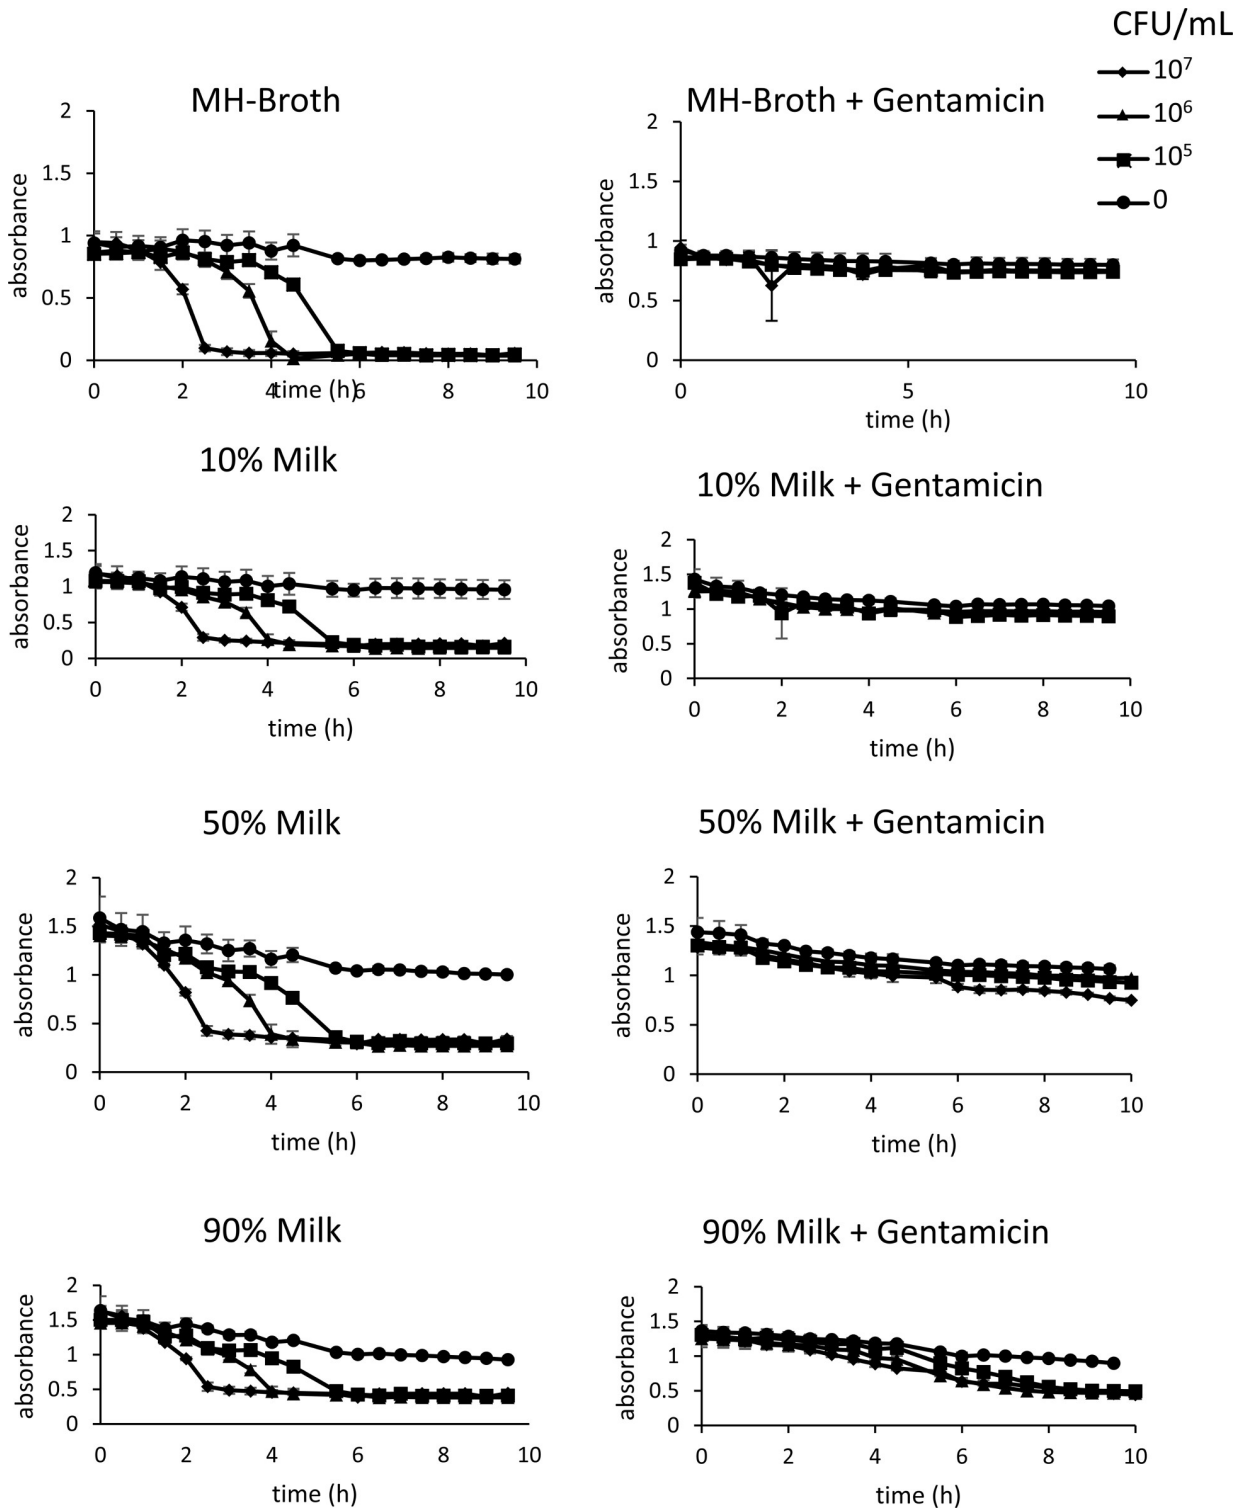 CFU/mL
10⁷
10⁶
10⁵
0
MH-Broth
absorbance
2
1.5
1
0.5
0
0 2 4 6 8 10
time (h)
MH-Broth + Gentamicin
absorbance
2
1.5
1
0.5
0
0 5 10
time (h)
10% Milk
absorbance
2
1.5
1
0.5
0
0 2 4 6 8 10
time (h)
10% Milk + Gentamicin
absorbance
2
1.5
1
0.5
0
0 2 4 6 8 10
time (h)
50% Milk
absorbance
2
1.5
1
0.5
0
0 2 4 6 8 10
time (h)
50% Milk + Gentamicin
absorbance
2
1.5
1
0.5
0
0 2 4 6 8 10
time (h)
90% Milk
absorbance
2
1.5
1
0.5
0
0 2 4 6 8 10
time (h)
90% Milk + Gentamicin
absorbance
2
1.5
1
0.5
0
0 2 4 6 8 10
time (h)